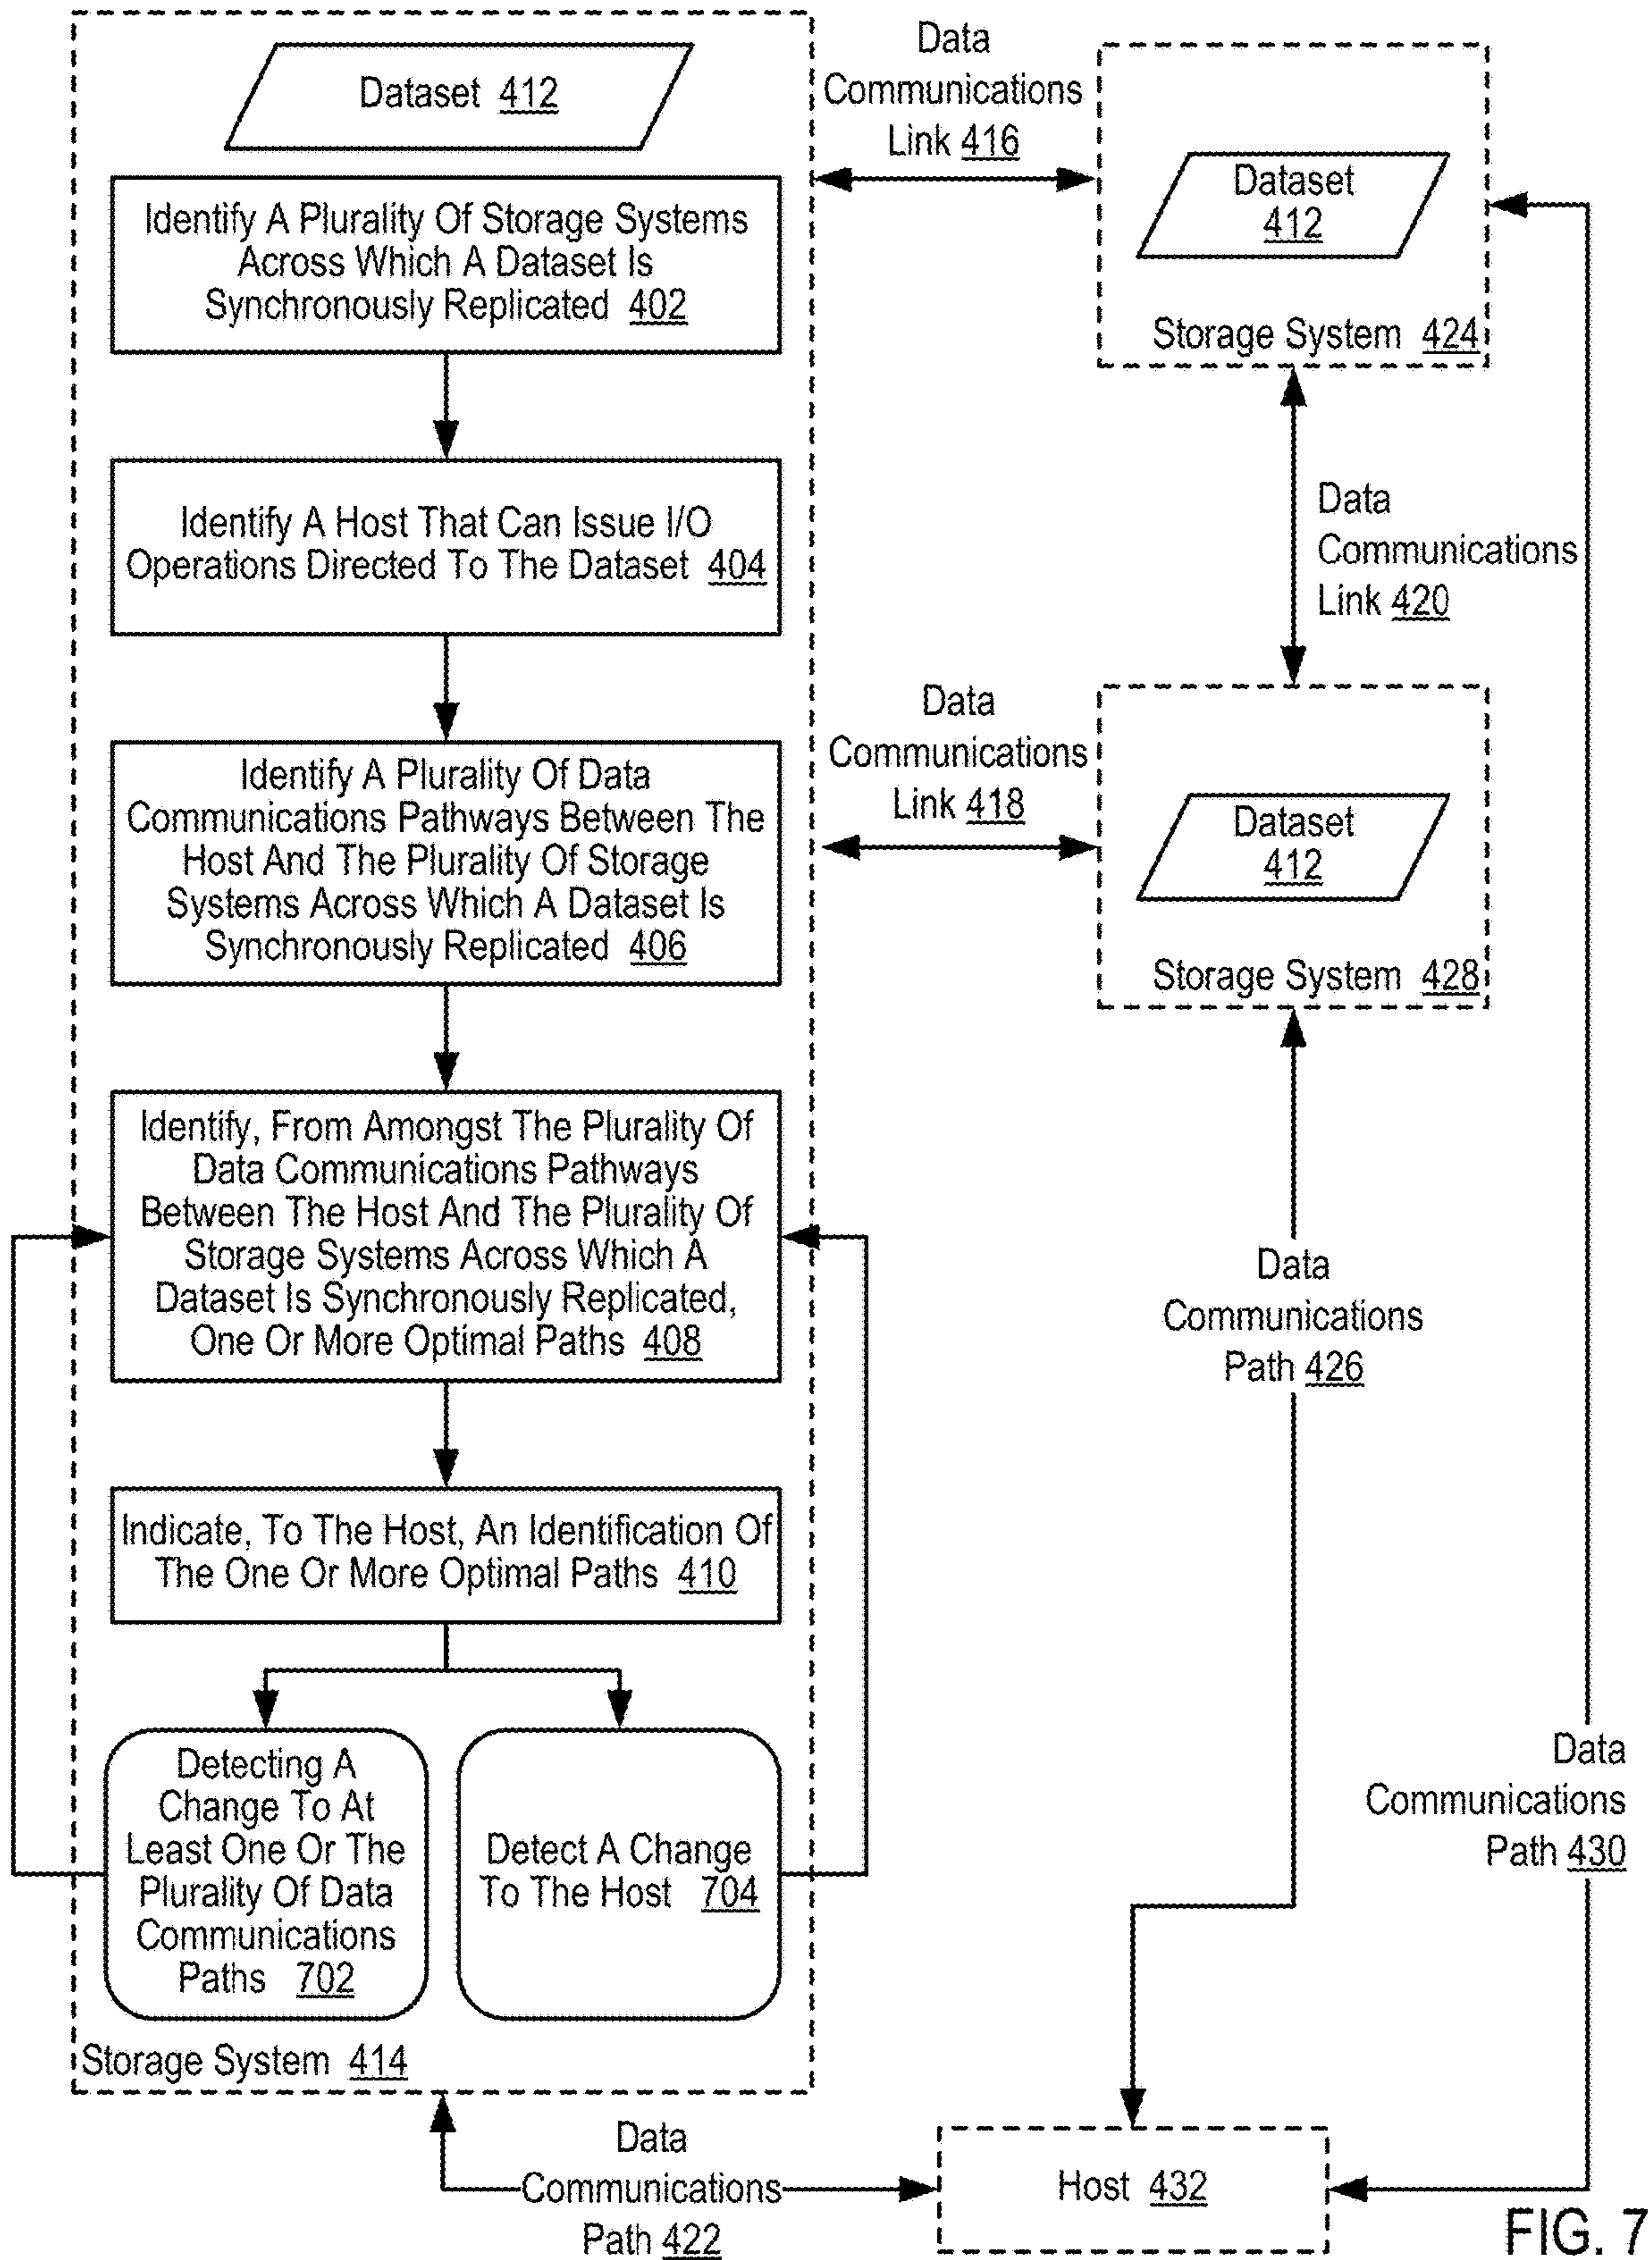 Dataset 412
Identify A Plurality Of Storage Systems
Across Which A Dataset Is
Synchronously Replicated 402
Identify A Host That Can Issue I/O
Operations Directed To The Dataset 404
Identify A Plurality Of Data
Communications Pathways Between The
Host And The Plurality Of Storage
Systems Across Which A Dataset Is
Synchronously Replicated 406
Identify, From Amongst The Plurality Of
Data Communications Pathways
Between The Host And The Plurality Of
Storage Systems Across Which A
Dataset Is Synchronously Replicated,
One Or More Optimal Paths 408
Indicate, To The Host, An Identification Of
The One Or More Optimal Paths 410
Detecting A
Change To At
Least One Or The
Plurality Of Data
Communications
Paths 702
Detect A Change
To The Host 704
Storage System 414
Data
Communications
Link 416
Dataset
412
Storage System 424
Data
Communications
Link 420
Data
Communications
Link 418
Dataset
412
Storage System 428
Data
Communications
Path 426
Data
Communications
Path 430
Data
Communications
Path 422
Host 432
FIG. 7